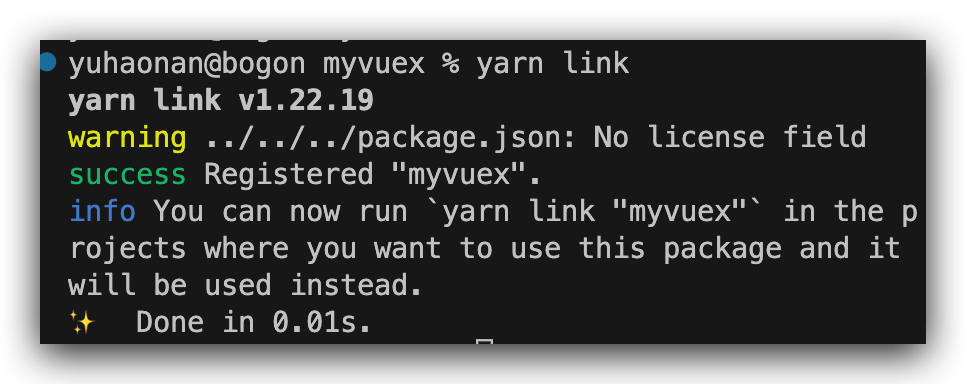 yuhaonan@bogon myvuex % yarn link
yarn link v1.22.19
warning ../../../package.json: No license field
success Registered "myvuex".
info You can now run `yarn link "myvuex"` in the p
rojects where you want to use this package and it
will be used instead.
✨ Done in 0.01s.